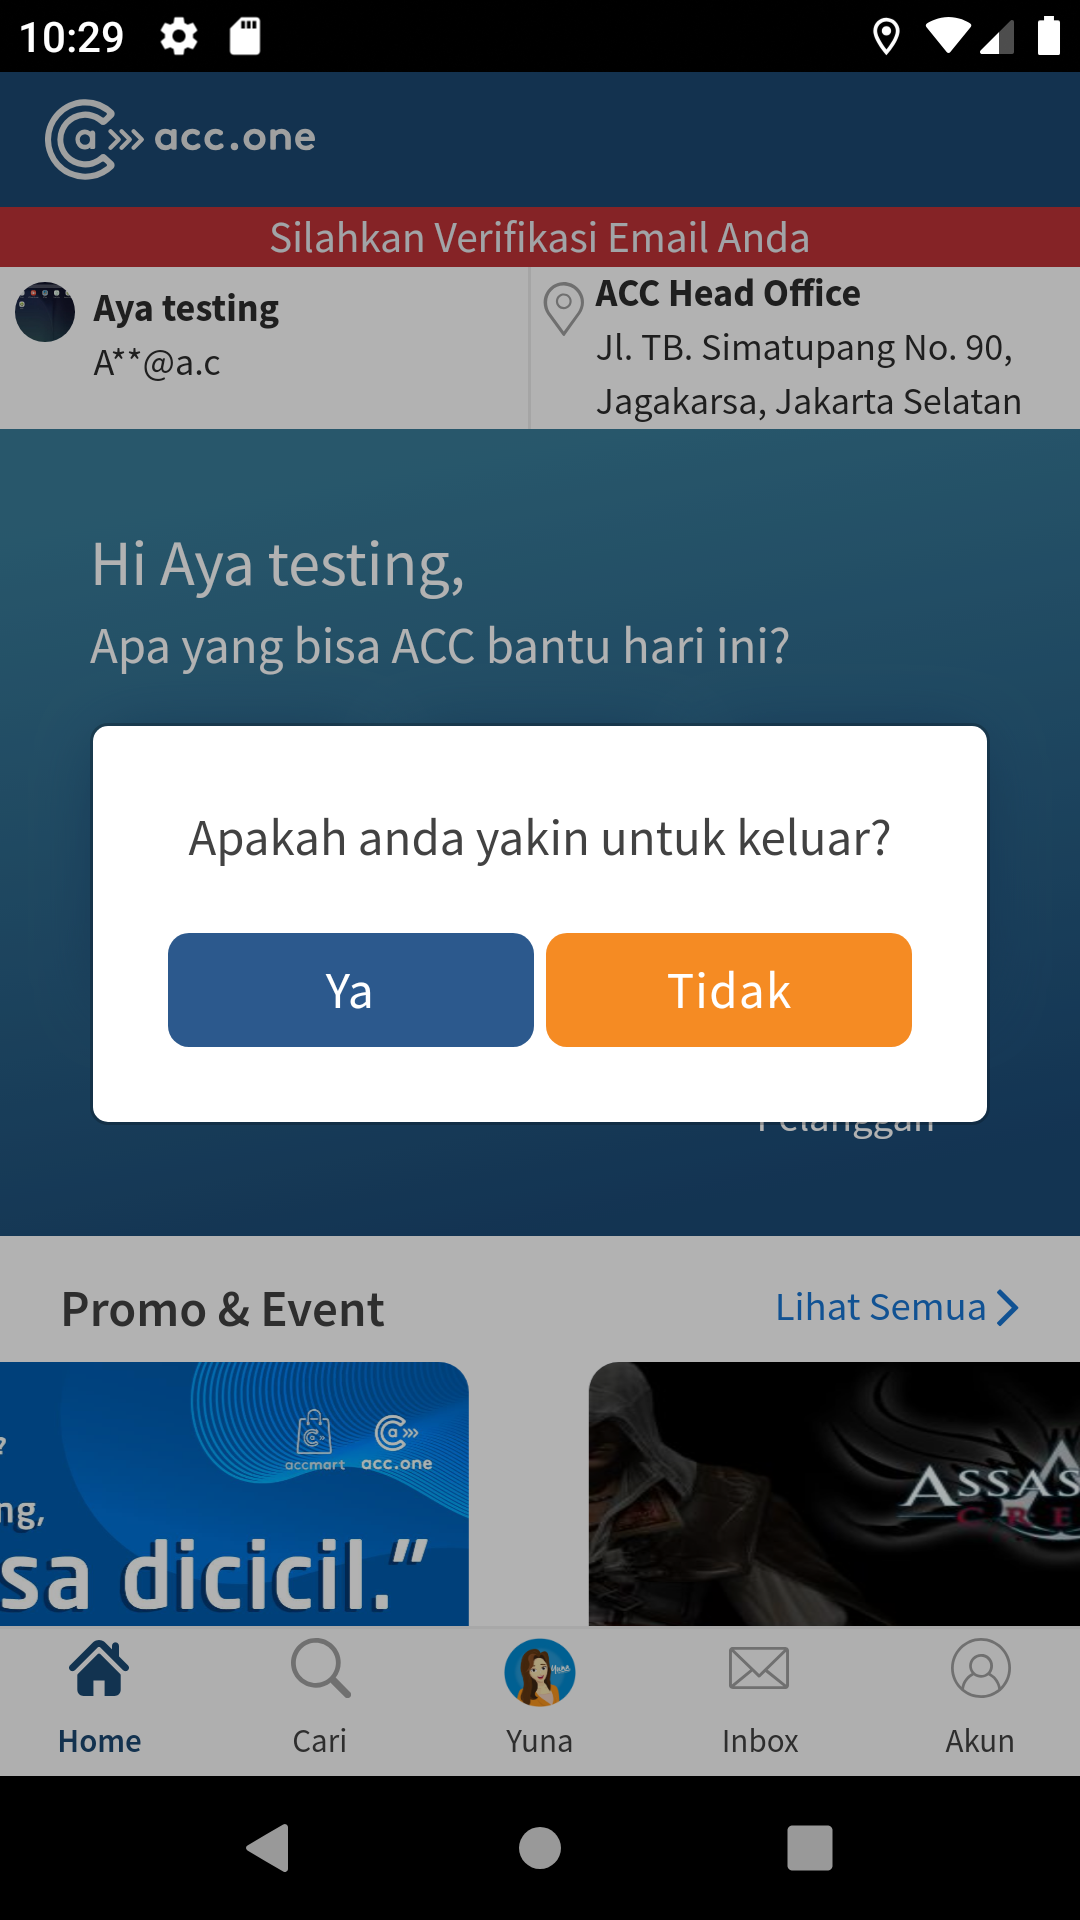 10:29
acc.one
Silahkan Verifikasi Email Anda
Aya testing
A**@a.c
ACC Head Office
Jl. TB. Simatupang No. 90,
Jagakarsa, Jakarta Selatan
Hi Aya testing,
Apa yang bisa ACC bantu hari ini?
Apakah anda yakin untuk keluar?
Ya
Tidak
Pelanggan
Promo & Event
Lihat Semua
?
accmart
acc.one
ng,
sa dicicil.”
ASSAS
CRE
Home
Cari
Yuna
Inbox
Akun